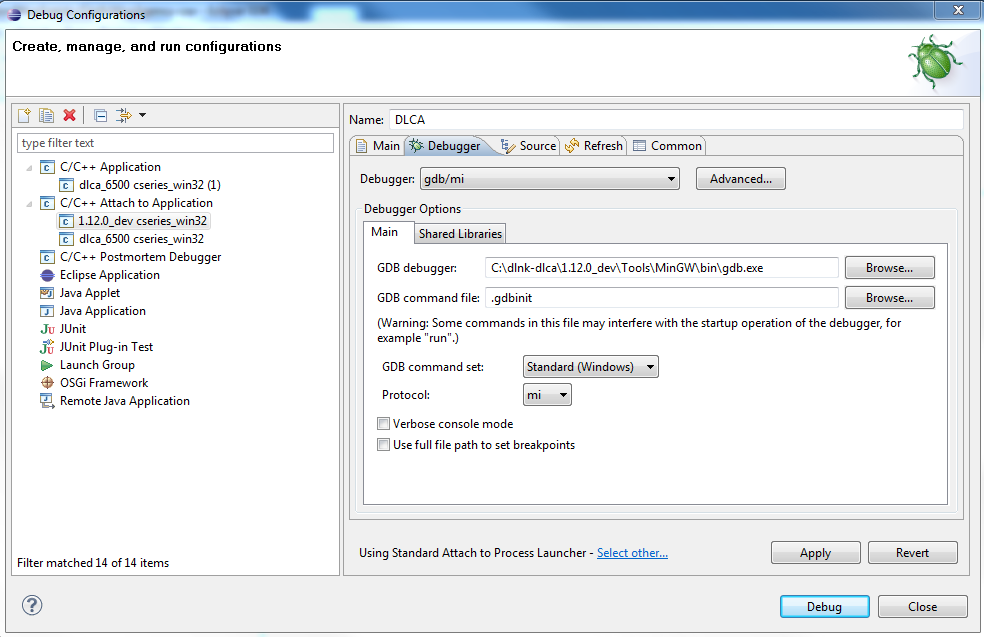 Debug Configurations
Create, manage, and run configurations
type filter text
C/C++ Application
dlca_6500 cseries_win32 (1)
C/C++ Attach to Application
1.12.0_dev cseries_win32
dlca_6500 cseries_win32
C/C++ Postmortem Debugger
Eclipse Application
Java Applet
Java Application
JUnit
JUnit Plug-in Test
Launch Group
OSGi Framework
Remote Java Application
Filter matched 14 of 14 items
Name: DLCA
Main Debugger Source Refresh Common
Debugger: gdb/mi Advanced...
Debugger Options
Main Shared Libraries
GDB debugger: C:\dlnk-dlca\1.12.0_dev\Tools\MinGW\bin\gdb.exe Browse...
GDB command file: .gdbinit Browse...
(Warning: Some commands in this file may interfere with the startup operation of the debugger, for
example "run".)
GDB command set: Standard (Windows)
Protocol: mi
Verbose console mode
Use full file path to set breakpoints
Using Standard Attach to Process Launcher - Select other... Apply Revert
Debug Close